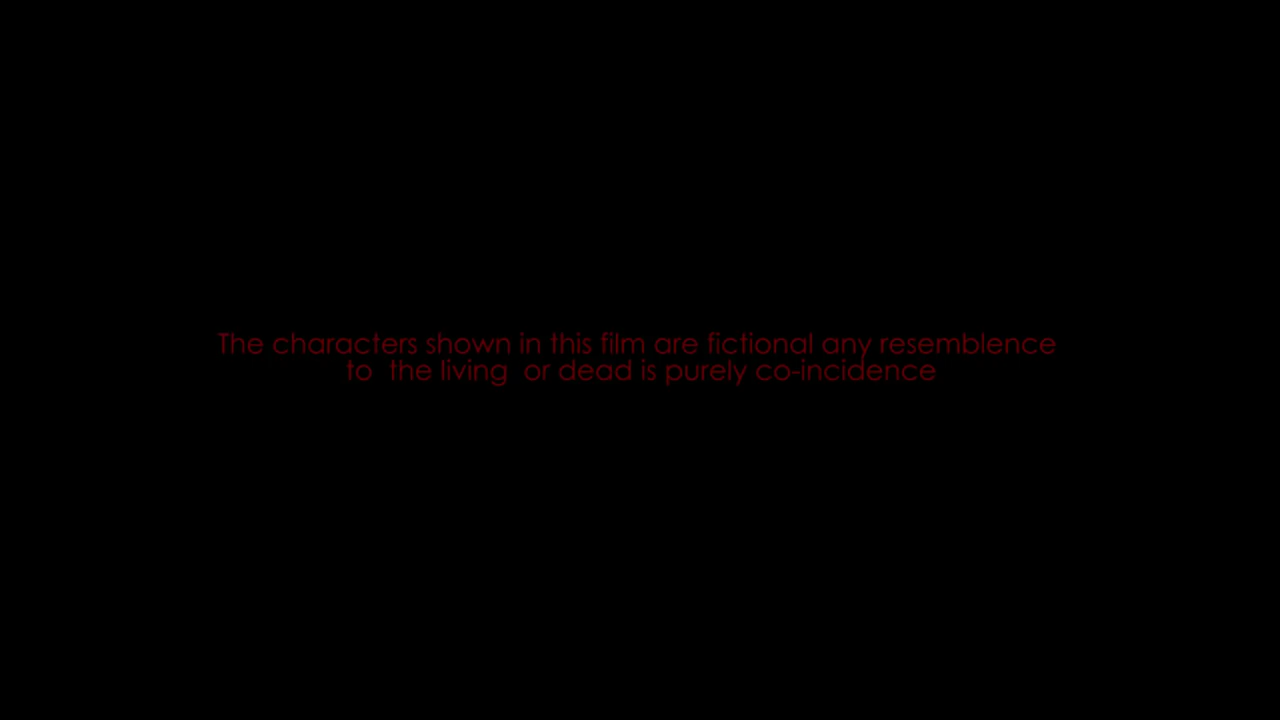 The characters shown in this film are fictional any resemblence
to  the living  or dead is purely co-incidence